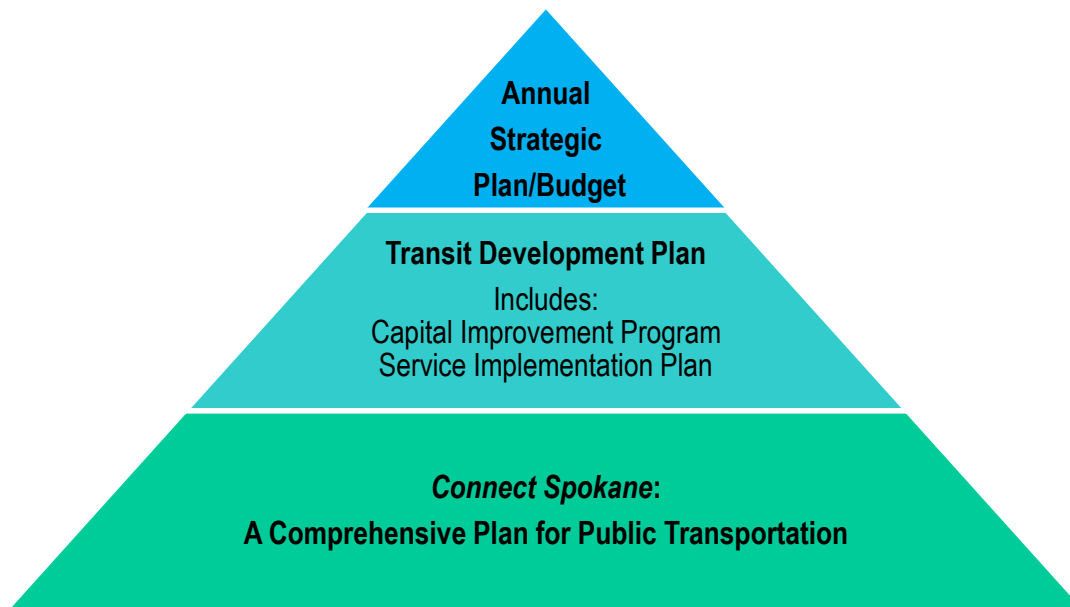 Annual
Strategic
Plan/Budget
Transit Development Plan
Includes:
Capital Improvement Program
Service Implementation Plan
Connect Spokane:
A Comprehensive Plan for Public Transportation